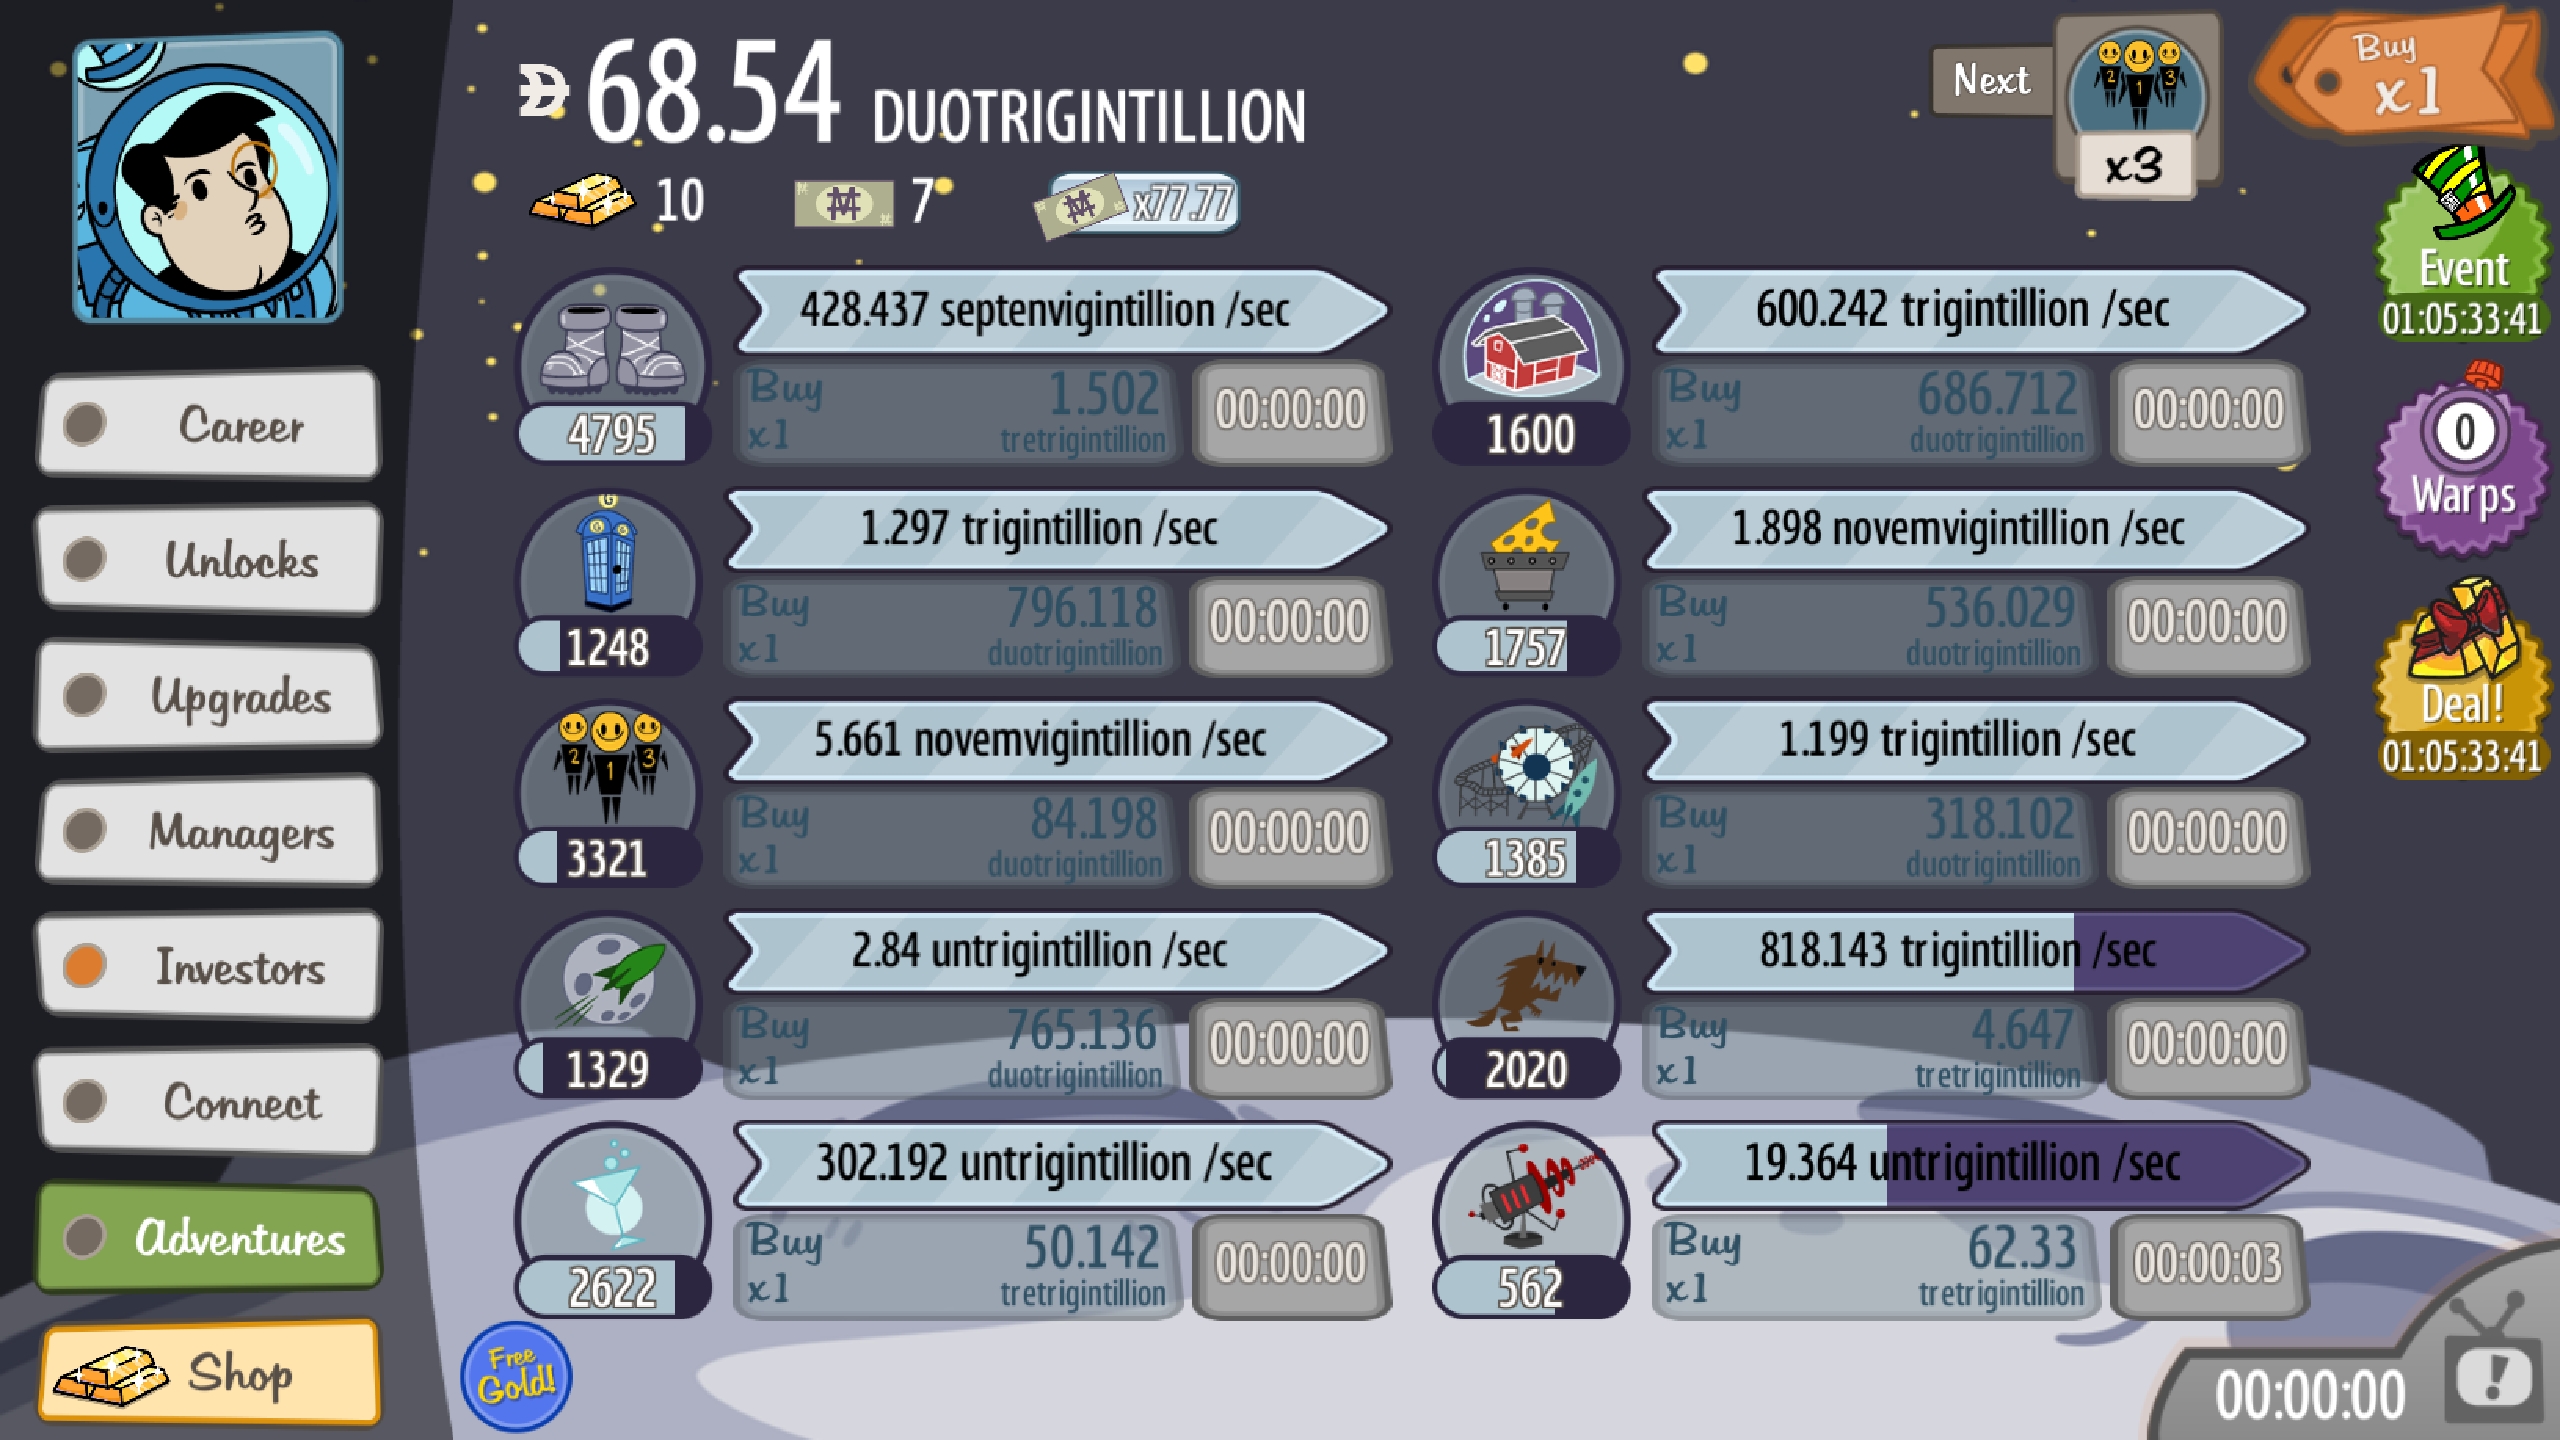 68.54 DUOTRIGINTILLION
10
7
x77.77
Next
x3
Buy
x1
Event
01:05:33:41
0
Warps
Deal!
01:05:33:41
Career
Unlocks
Upgrades
Managers
Investors
Connect
Adventures
Shop
428.437 septenvigintillion /sec
4795
Buy
x1
1.502
tretrigintillion
00:00:00
600.242 trigintillion /sec
1600
Buy
x1
686.712
duotrigintillion
00:00:00
1.297 trigintillion /sec
1248
Buy
x1
796.118
duotrigintillion
00:00:00
1.898 novemvigintillion /sec
1757
Buy
x1
536.029
duotrigintillion
00:00:00
5.661 novemvigintillion /sec
2 1 3
3321
Buy
x1
84.198
duotrigintillion
00:00:00
1.199 trigintillion /sec
1385
Buy
x1
318.102
duotrigintillion
00:00:00
2.84 untrigintillion /sec
1329
Buy
x1
765.136
duotrigintillion
00:00:00
818.143 trigintillion /sec
2020
Buy
x1
4.647
tretrigintillion
00:00:00
302.192 untrigintillion /sec
2622
Buy
x1
50.142
tretrigintillion
00:00:00
19.364 untrigintillion /sec
562
Buy
x1
62.33
tretrigintillion
00:00:03
Free
Gold!
00:00:00
!